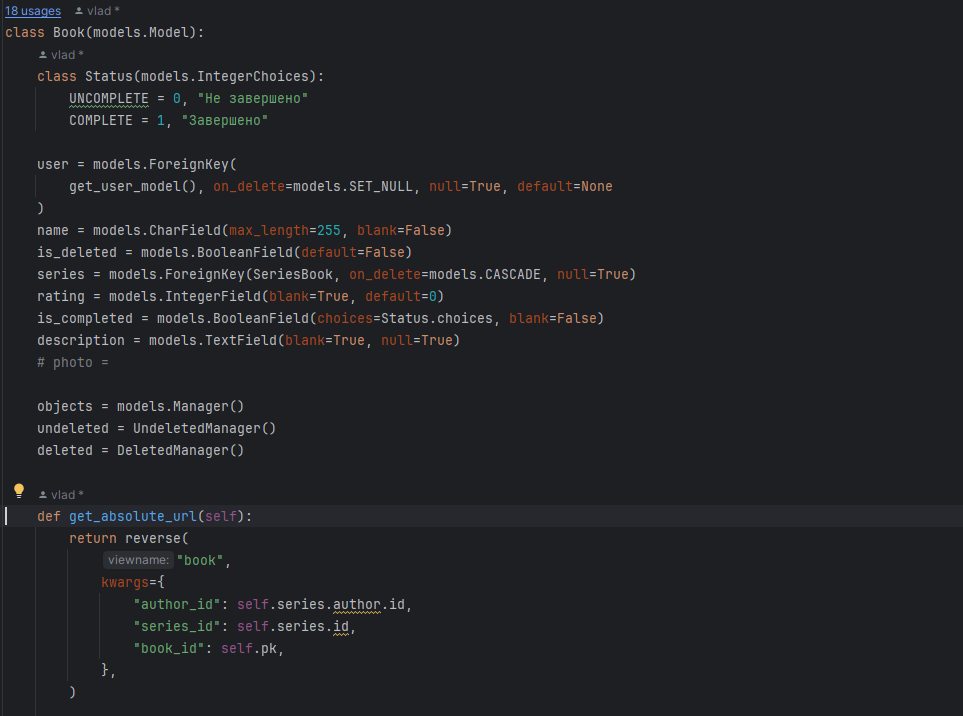 18 usages vlad *
class Book(models.Model):
vlad *
class Status(models.IntegerChoices):
UNCOMPLETE = 0, "Не завершено"
COMPLETE = 1, "Завершено"
user = models.ForeignKey(
get_user_model(), on_delete=models.SET_NULL, null=True, default=None
)
name = models.CharField(max_length=255, blank=False)
is_deleted = models.BooleanField(default=False)
series = models.ForeignKey(SeriesBook, on_delete=models.CASCADE, null=True)
rating = models.IntegerField(blank=True, default=0)
is_completed = models.BooleanField(choices=Status.choices, blank=False)
description = models.TextField(blank=True, null=True)
# photo =
objects = models.Manager()
undeleted = UndeletedManager()
deleted = DeletedManager()
vlad *
def get_absolute_url(self):
return reverse(
viewname: "book",
kwargs={
"author_id": self.series.author.id,
"series_id": self.series.id,
"book_id": self.pk,
},
)